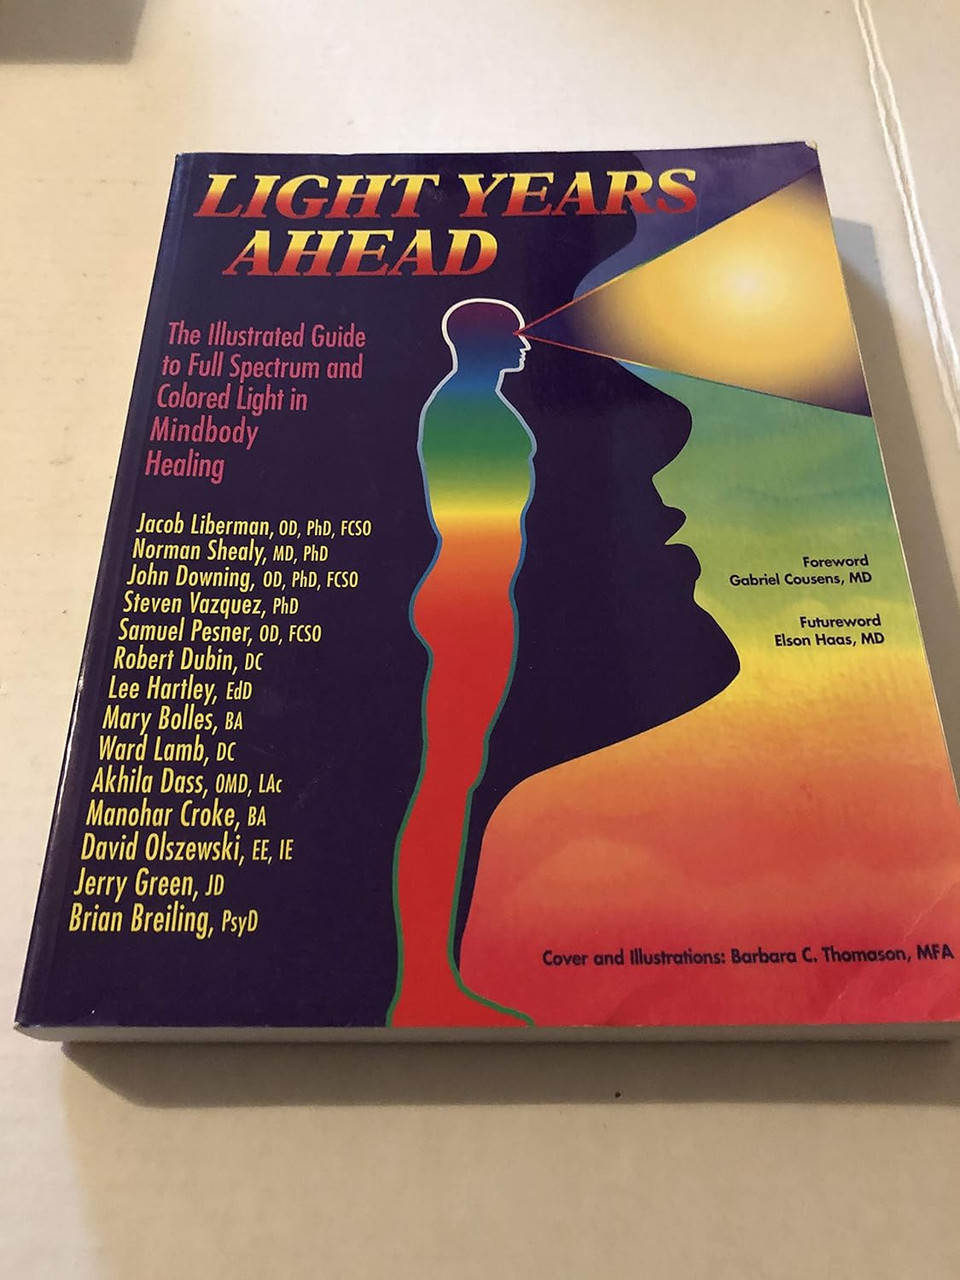 LIGHT YEARS
AHEAD
The Illustrated Guide
to Full Spectrum and
Colored Light in
Mindbody
Healing
Jacob Liberman, OD, PhD, FCSO
Norman Shealy, MD, PhD
John Downing, OD, PhD, FCSO
Steven Vazquez, PhD
Samuel Pesner, OD, FCSO
Robert Dubin, DC
Lee Hartley, EdD
Mary Bolles, BA
Ward Lamb, DC
Akhila Dass, OMD, LAc
Manohar Croke, BA
David Olszewski, EE, IE
Jerry Green, JD
Brian Breiling, PsyD
Foreword
Gabriel Cousens, MD
Futureword
Elson Haas, MD
Cover and Illustrations: Barbara C. Thomason, MFA